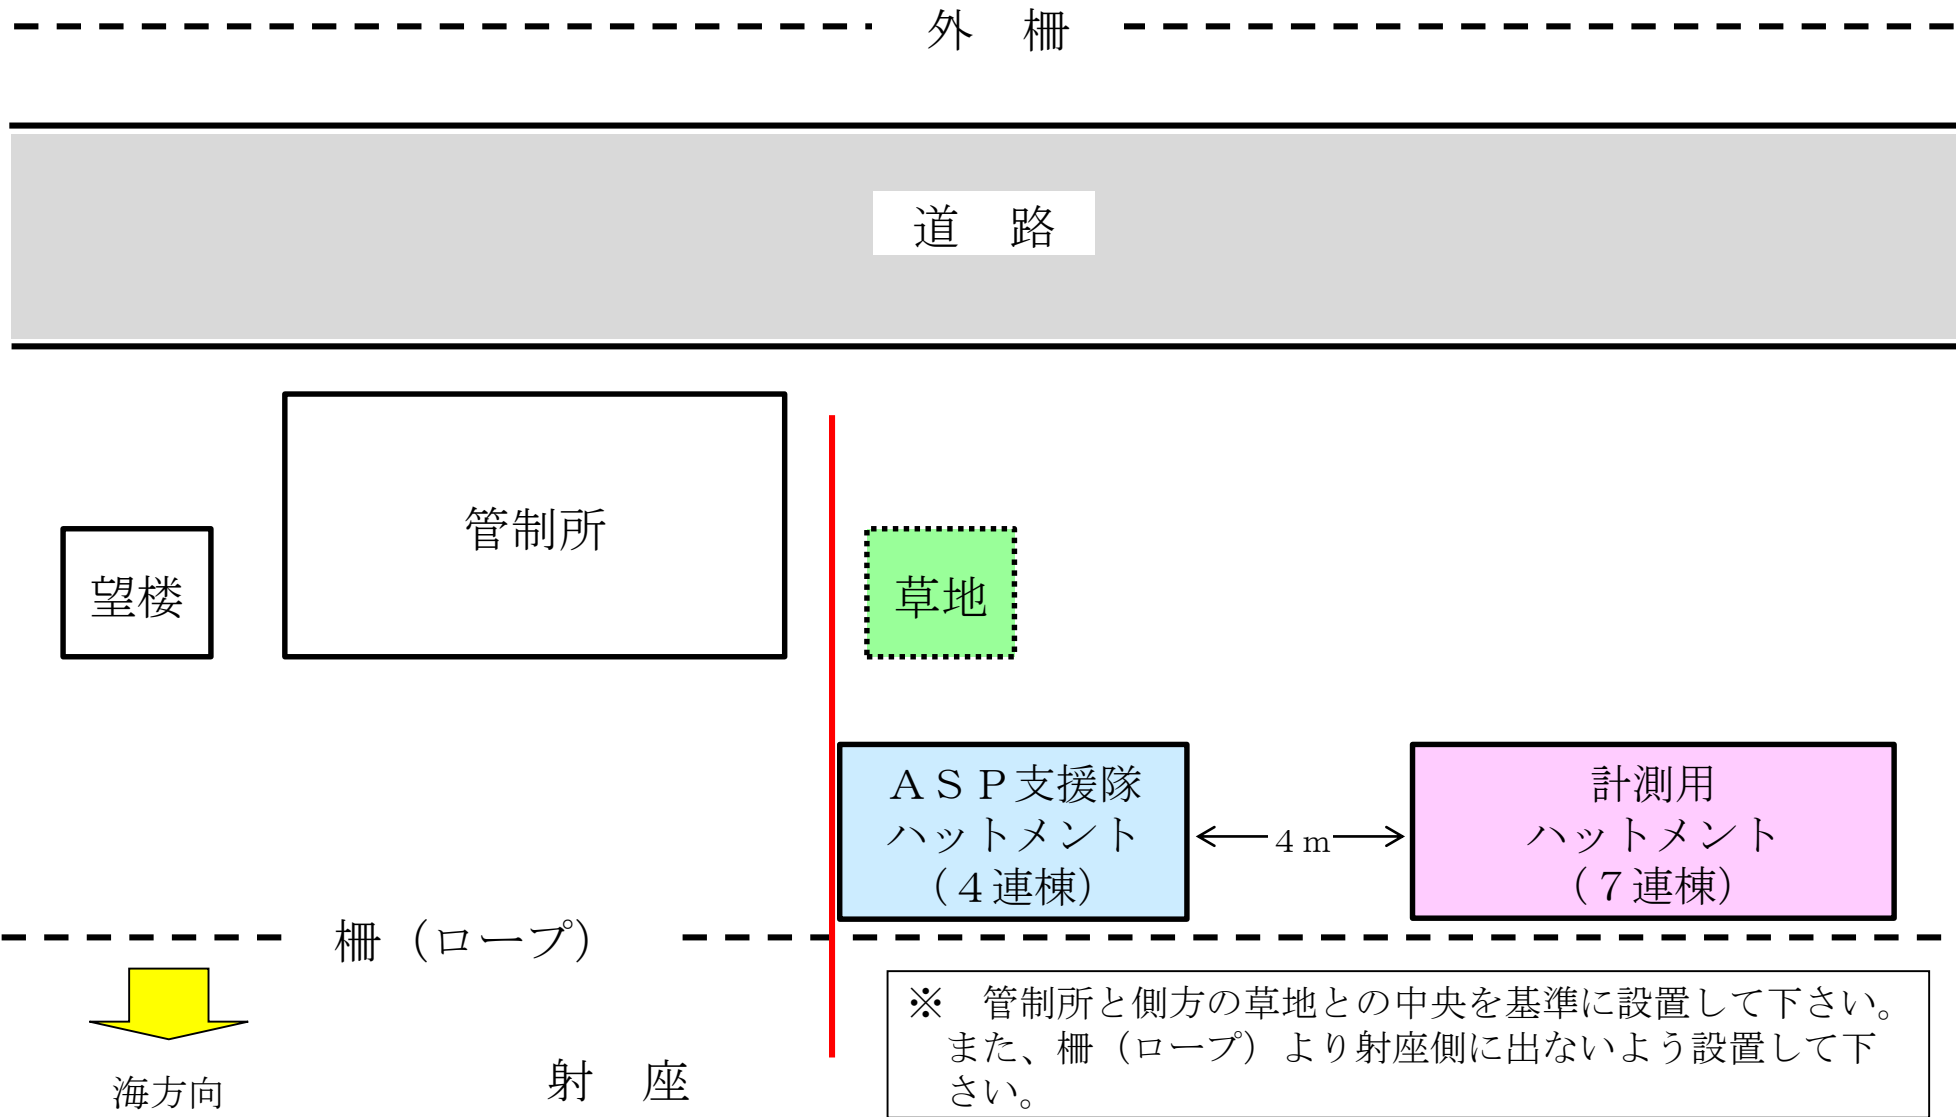 外　柵
道　路
管制所
望楼
草地
ＡＳＰ支援隊
ハットメント
（４連棟）
４ｍ
計測用
ハットメント
（７連棟）
柵（ロープ）
海方向
射　座
※　管制所と側方の草地との中央を基準に設置して下さい。
また、柵（ロープ）より射座側に出ないよう設置して下
さい。